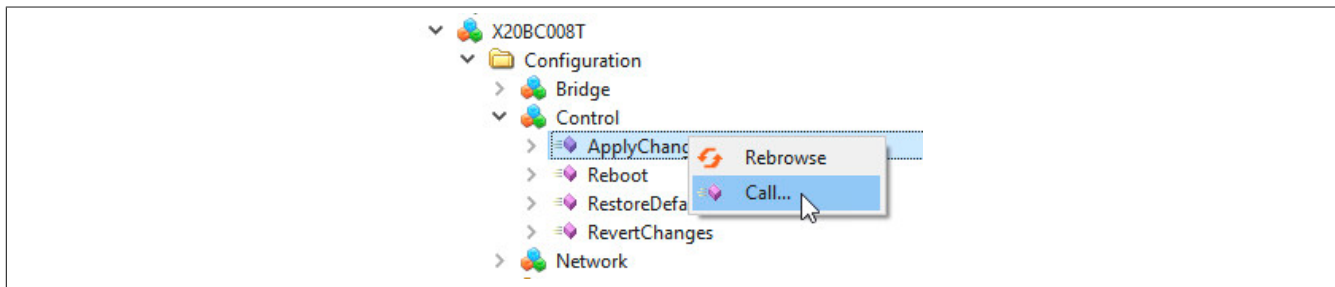 X20BC008T
Configuration
Bridge
Control
ApplyChang
Rebrowse
Reboot
Call...
RestoreDefa
RevertChanges
Network